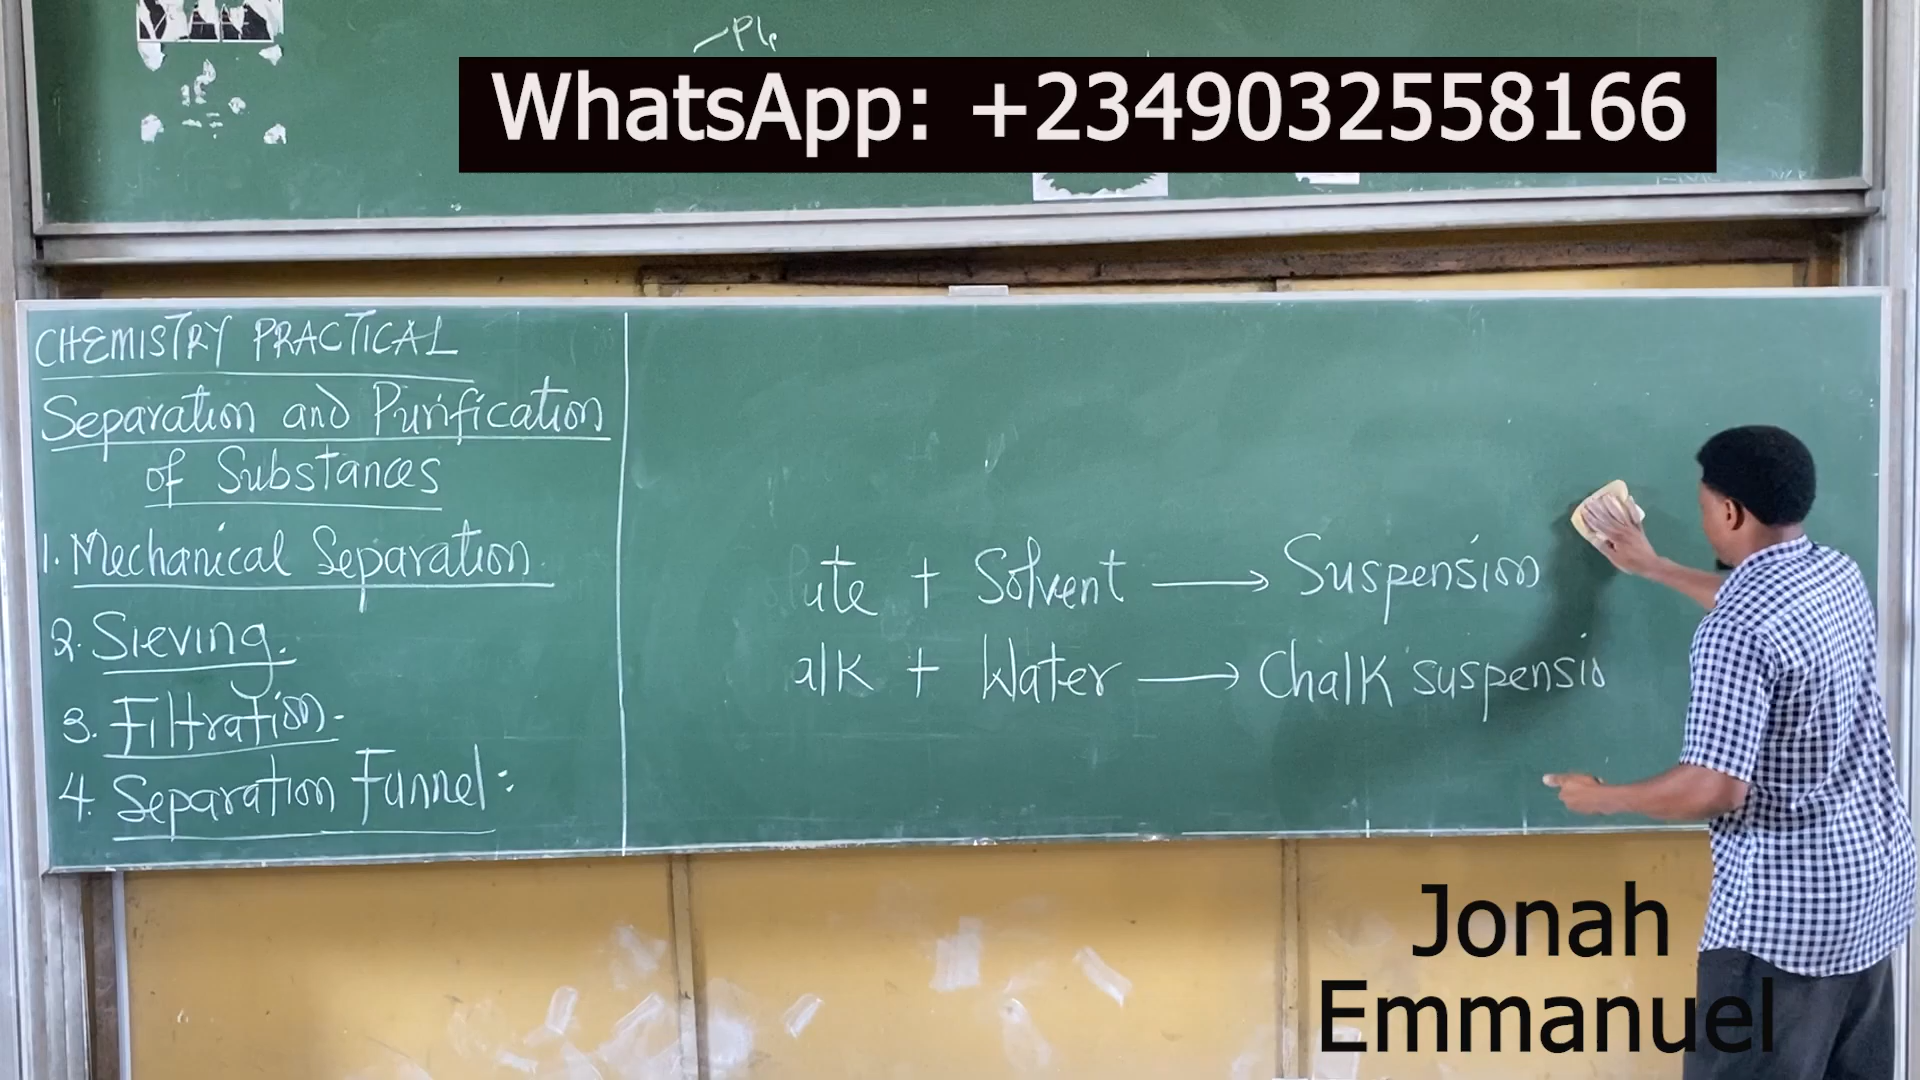 WhatsApp: +2349032558166
CHEMISTRY PRACTICAL
Separation and Purification
of Substances
1. Mechanical Separation.
2. Sieving.
3. Filtration.
4. Separation Funnel:
ute + Solvent → Suspension
alk + Water → Chalk suspensio
Jonah
Emmanuel